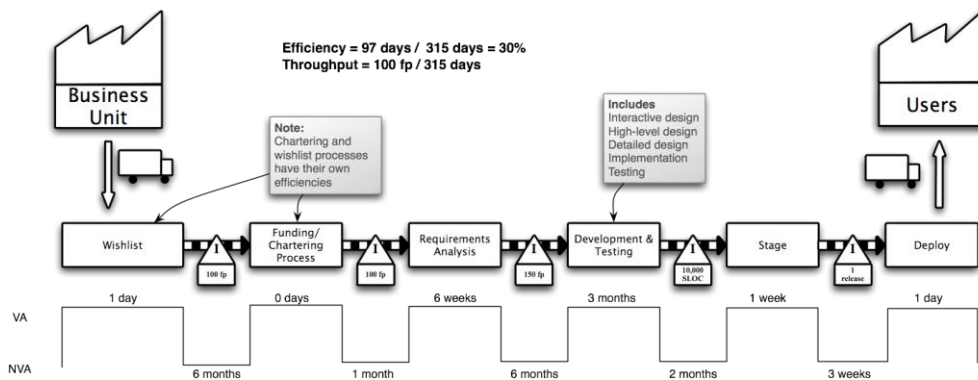 Efficiency = 97 days / 315 days = 30%
Throughput = 100 fp / 315 days
Business
Unit
Users
Note:
Chartering and
wishlist processes
have their own
efficiencies
Includes
Interactive design
High-level design
Detailed design
Implementation
Testing
Wishlist
I
100 fp
Funding/
Chartering
Process
I
100 fp
Requirements
Analysis
I
150 fp
Development &
Testing
I
10,000
SLOC
Stage
I
1
release
Deploy
VA
1 day
0 days
6 weeks
3 months
1 week
1 day
NVA
6 months
1 month
6 months
2 months
3 weeks